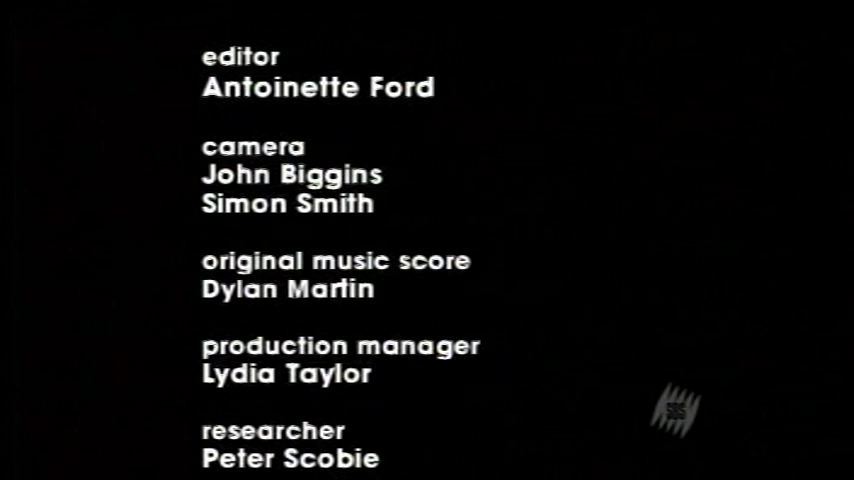 editor
Antoinette Ford
camera
John Biggins
Simon Smith
original music score
Dylan Martin
production manager
Lydia Taylor
researcher
Peter Scobie
SBS